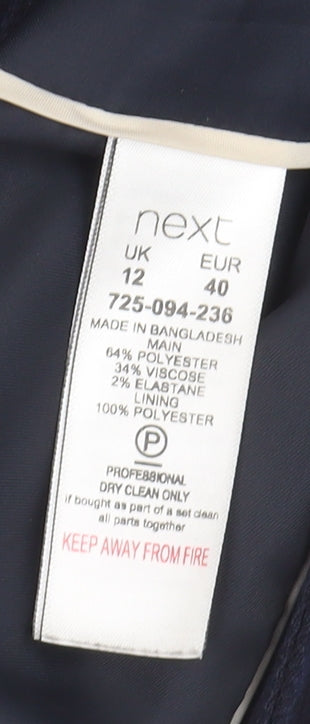 next
UK EUR
12 40
725-094-236
MADE IN BANGLADESH
MAIN
64% POLYESTER
34% VISCOSE
2% ELASTANE
LINING
100% POLYESTER
P
PROFESSIONAL
DRY CLEAN ONLY
if bought as part of a set clean
all parts together
KEEP AWAY FROM FIRE